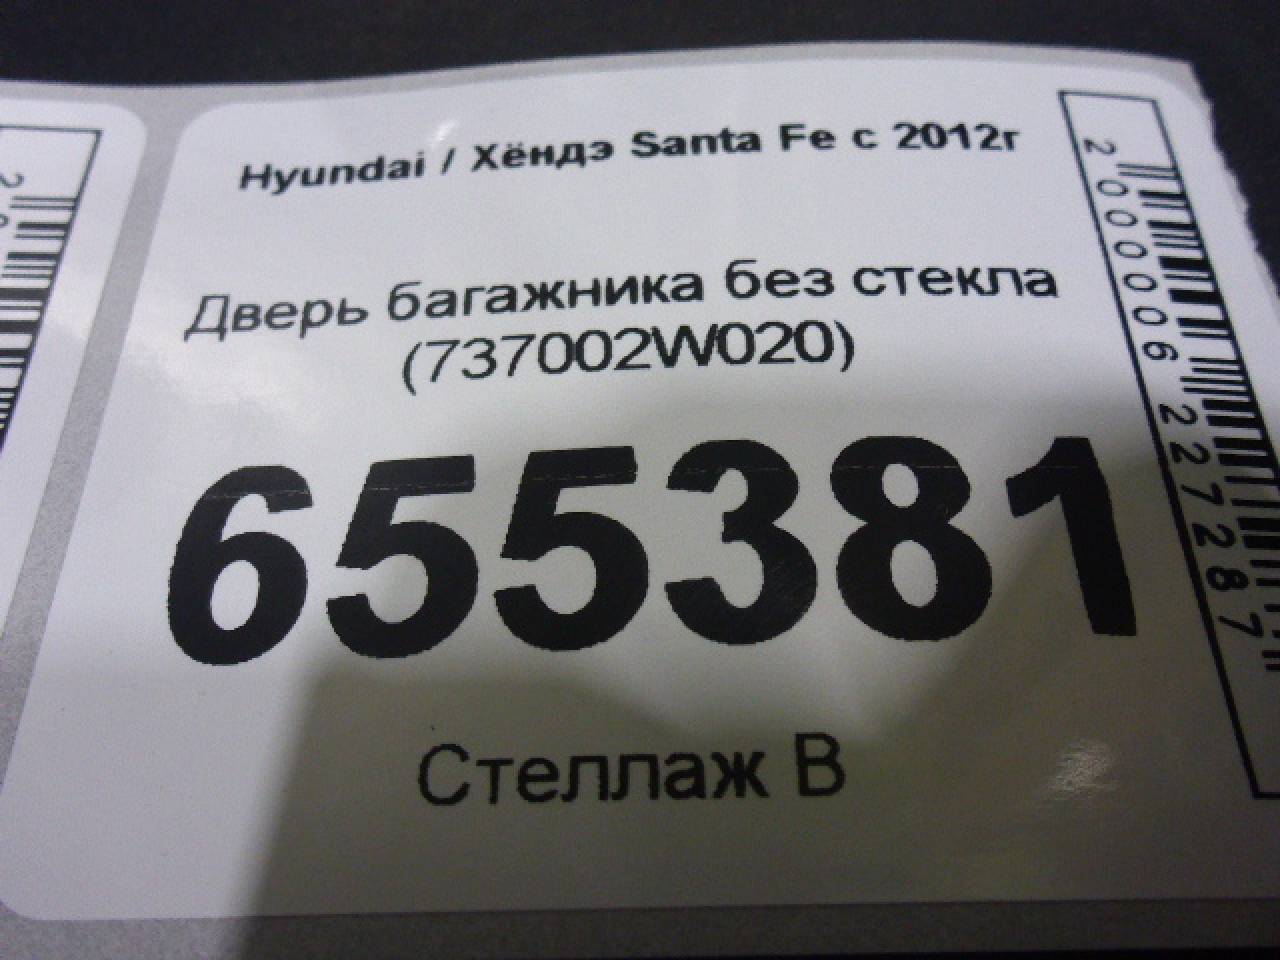 Hyundai / Хёндэ Santa Fe с 2012г
Дверь багажника без стекла
(737002W020)
655381
Стеллаж В
2000006227287